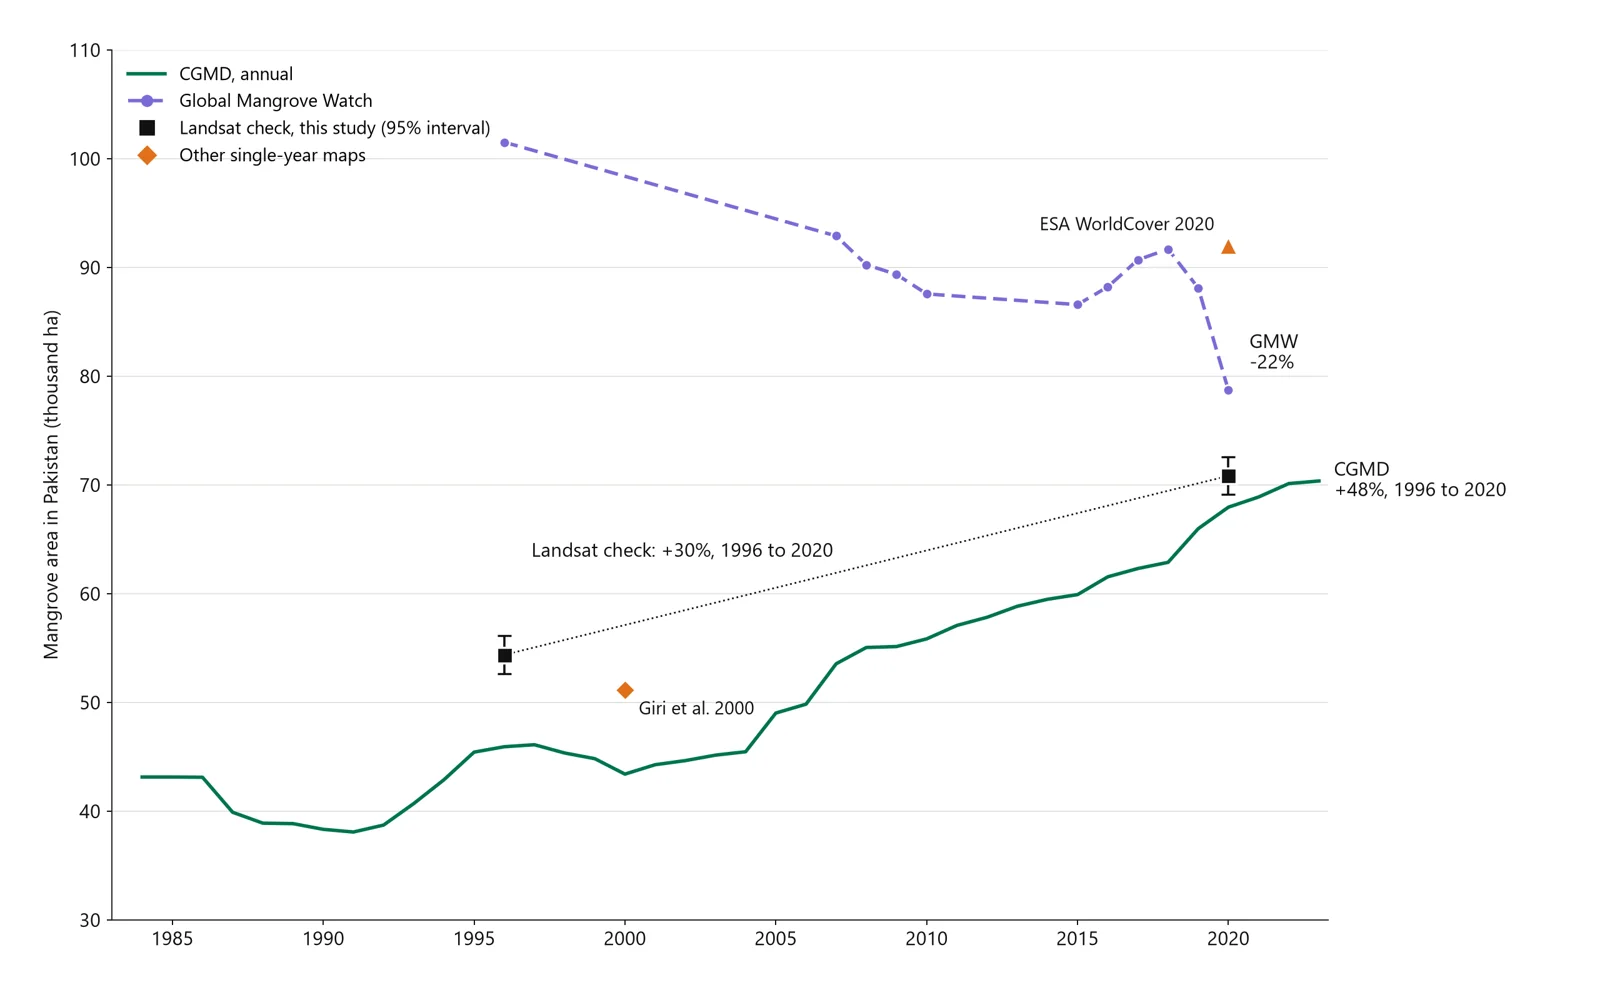 110
100
90
80
70
60
50
40
30
Mangrove area in Pakistan (thousand ha)
CGMD, annual
Global Mangrove Watch
Landsat check, this study (95% interval)
Other single-year maps
ESA WorldCover 2020
GMW
-22%
CGMD
+48%, 1996 to 2020
Landsat check: +30%, 1996 to 2020
Giri et al. 2000
1985
1990
1995
2000
2005
2010
2015
2020